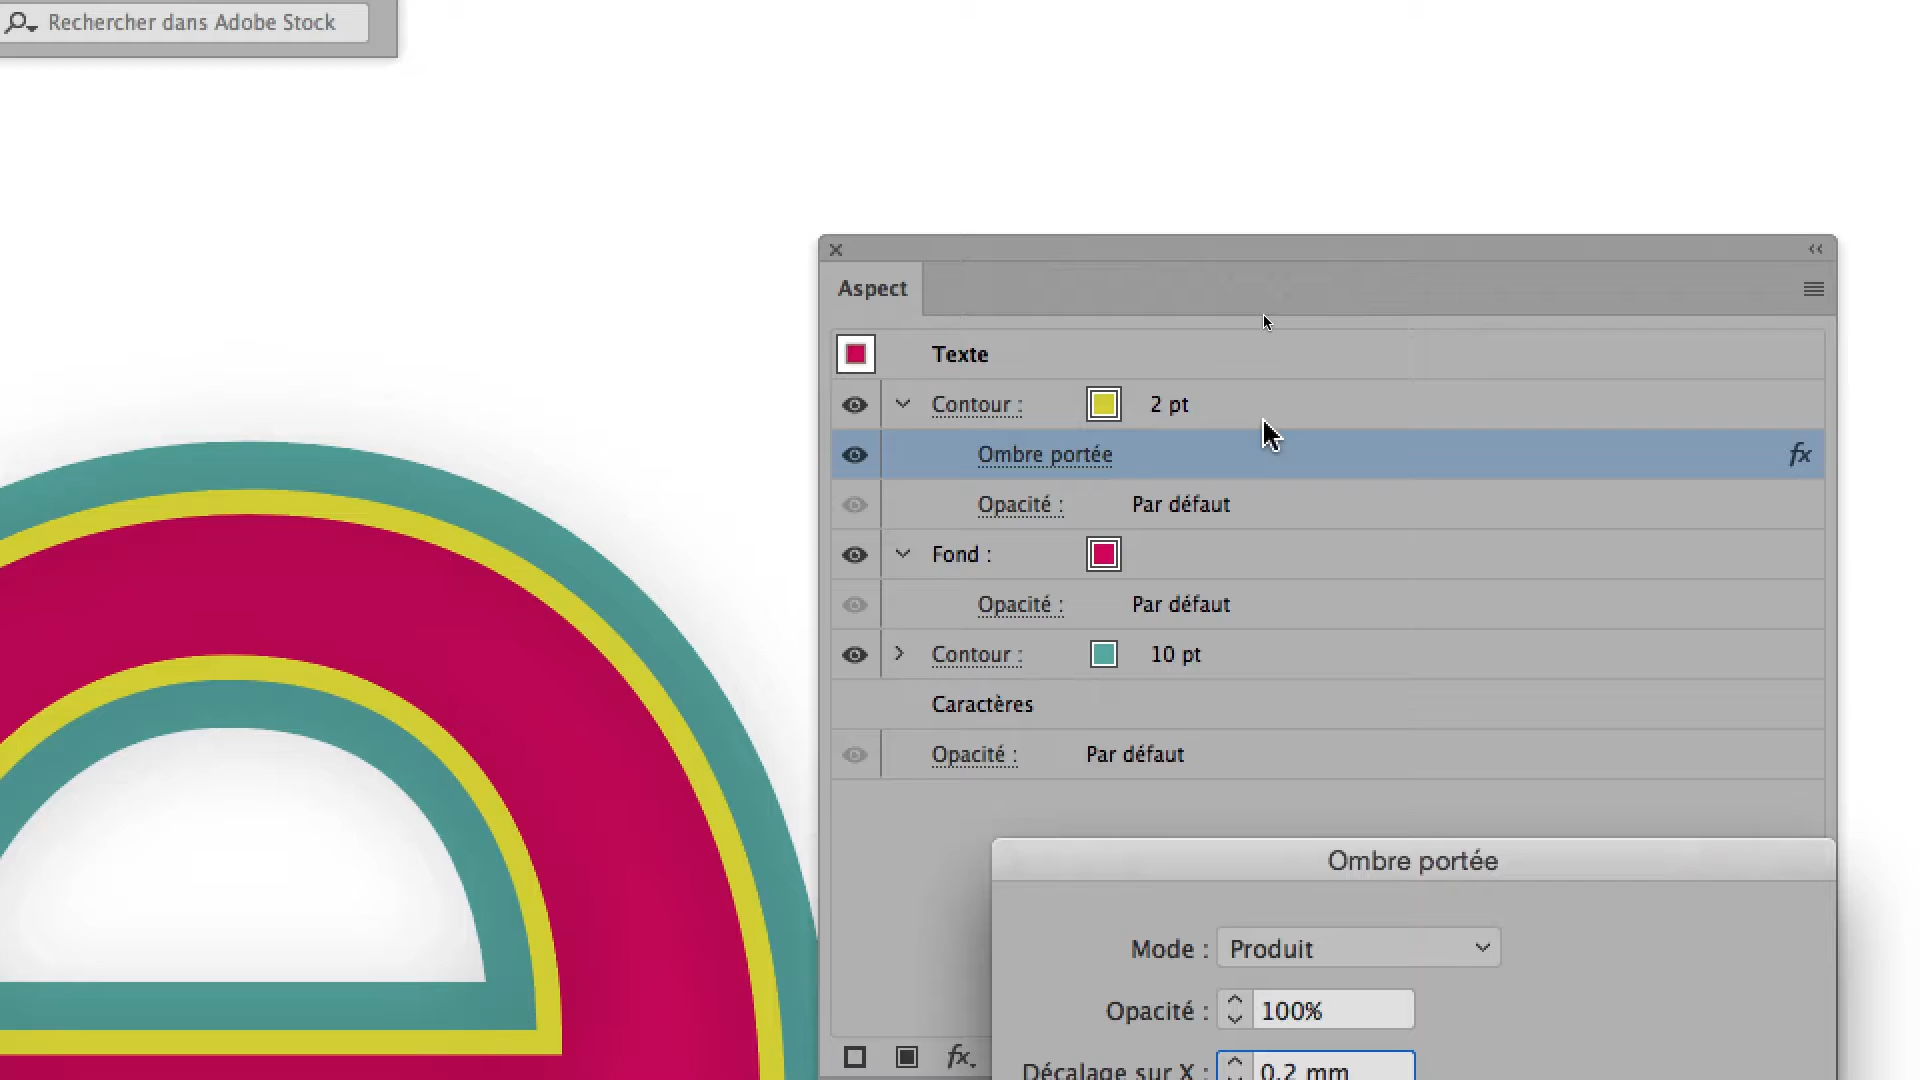 Rechercher dans Adobe Stock
Aspect
Texte
Contour : 2 pt
Ombre portée fx
Opacité : Par défaut
Fond :
Opacité : Par défaut
Contour : 10 pt
Caractères
Opacité : Par défaut
Ombre portée
Mode : Produit
Opacité : 100%
fx.
Décalage sur X : 0,2 mm